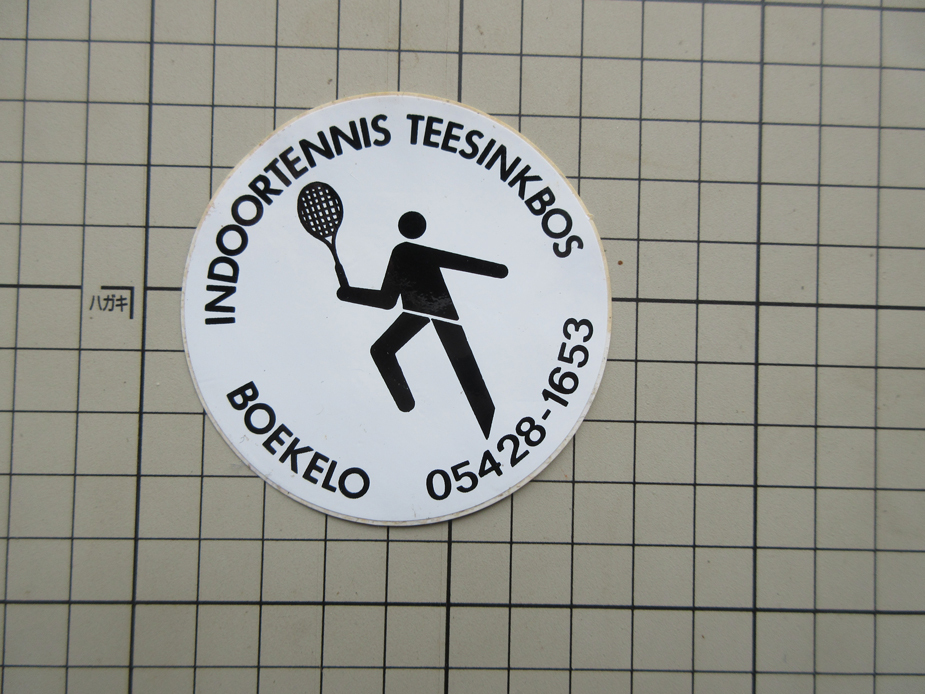 INDOORTENNIS TEESINKBOS
BOEKELO 05428-1653
ハガキ